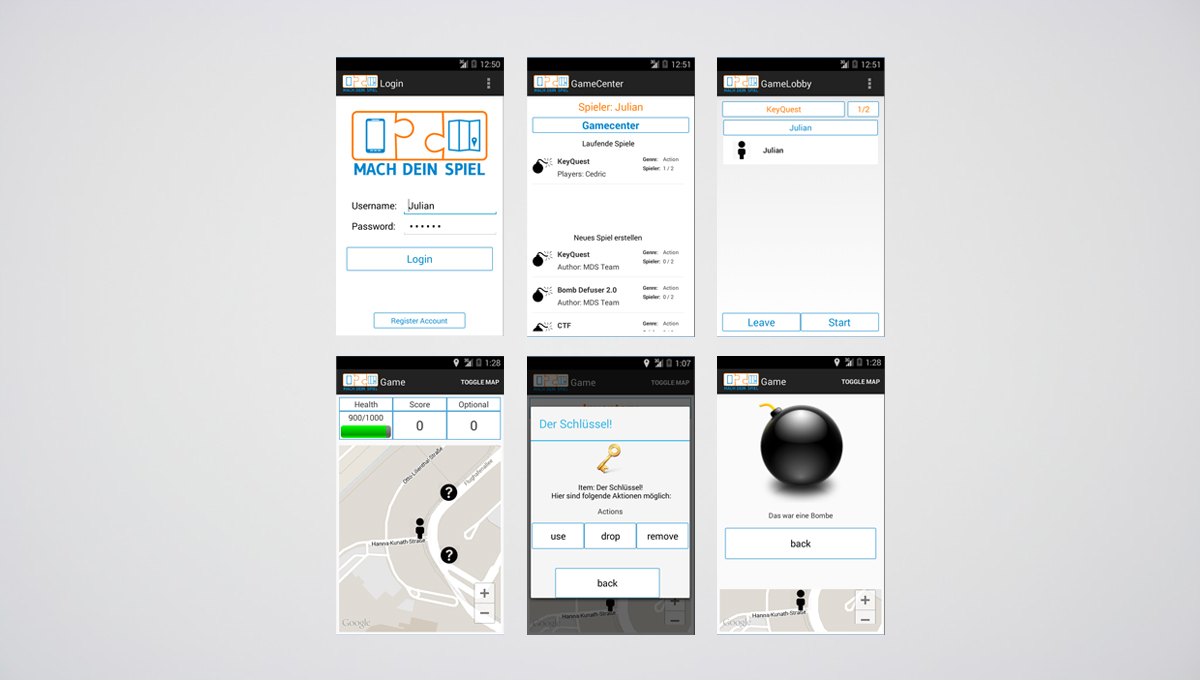 12:50
MACH DEIN SPIEL
Login
MACH DEIN SPIEL
Username: Julian
Password: ••••••
Login
Register Account
12:51
MACH DEIN SPIEL
GameCenter
Spieler: Julian
Gamecenter
Laufende Spiele
KeyQuest
Genre: Action
Players: Cedric
Spieler: 1 / 2
Neues Spiel erstellen
KeyQuest
Genre: Action
Author: MDS Team
Spieler: 0 / 2
Bomb Defuser 2.0
Genre: Action
Author: MDS Team
Spieler: 0 / 2
CTF
Genre: Action
12:51
MACH DEIN SPIEL
GameLobby
KeyQuest
1/2
Julian
Julian
Leave
Start
1:28
MACH DEIN SPIEL
Game
TOGGLE MAP
Health
Score
Optional
900/1000
0
0
Otto-Lilienthal-Straße
Flughafenallee
?
Hanna-Kunath-Straße
?
+
−
Google
1:07
Game
TOGGLE MAP
Der Schlüssel!
Item: Der Schlüssel!
Hier sind folgende Aktionen möglich:
Actions
use
drop
remove
back
Hanna-Kunath-Straße
+
−
1:28
MACH DEIN SPIEL
Game
TOGGLE MAP
Das war eine Bombe
back
Hanna-Kunath-Straße
+
−